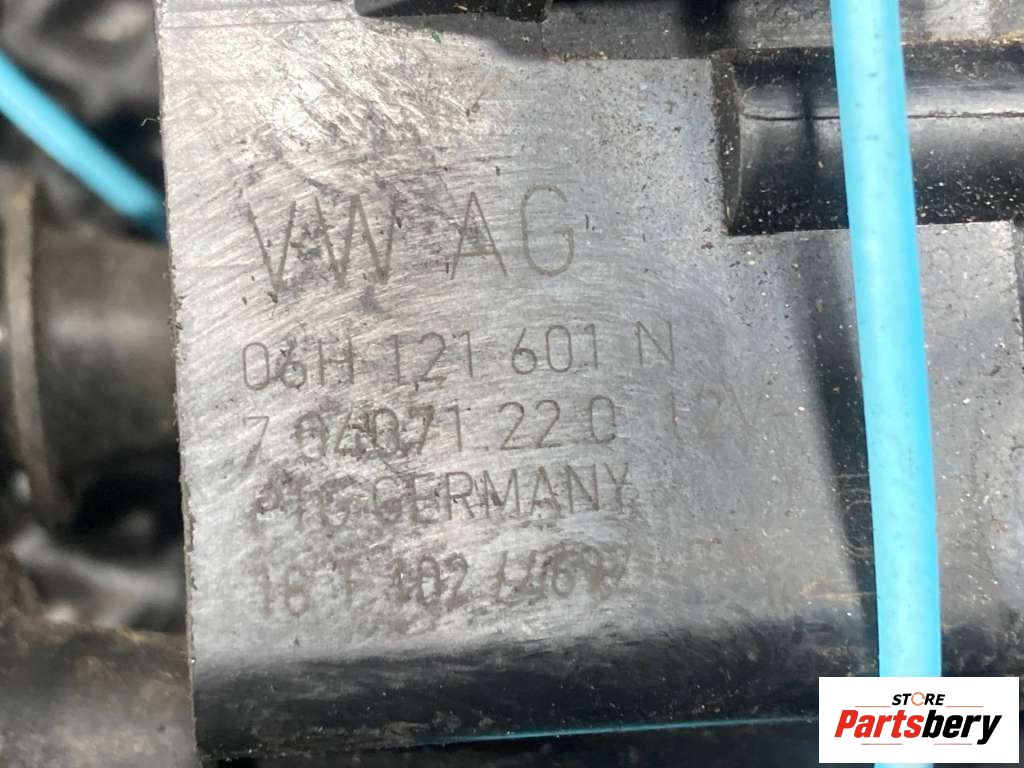 VW AG
06H 121 601 N
7.04071.22.0 12V
GERMANY
STORE
Partsbery